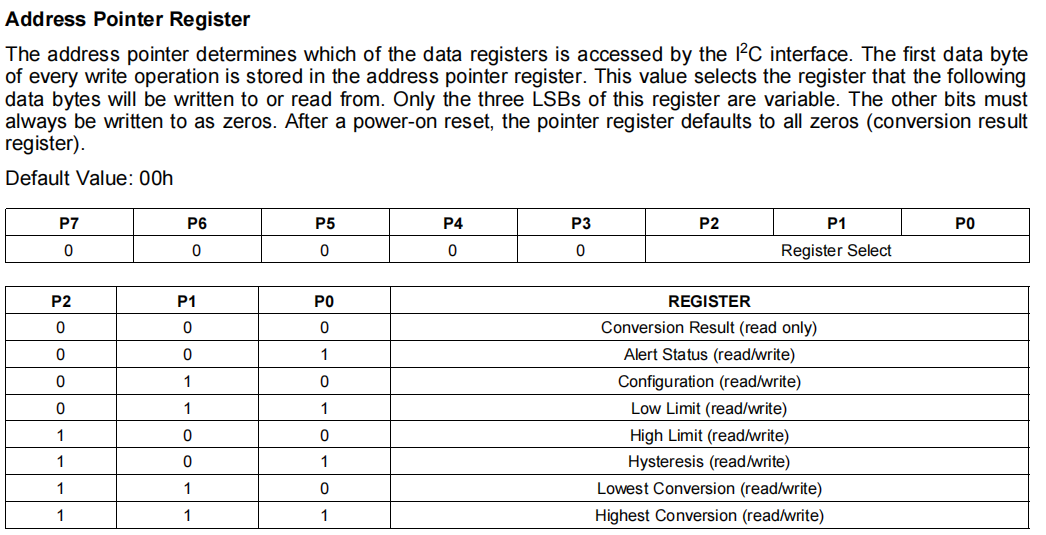 Address Pointer Register
The address pointer determines which of the data registers is accessed by the I2C interface. The first data byte
of every write operation is stored in the address pointer register. This value selects the register that the following
data bytes will be written to or read from. Only the three LSBs of this register are variable. The other bits must
always be written to as zeros. After a power-on reset, the pointer register defaults to all zeros (conversion result
register).
Default Value: 00h
P7 P6 P5 P4 P3 P2 P1 P0
0 0 0 0 0 Register Select
P2 P1 P0 REGISTER
0 0 0 Conversion Result (read only)
0 0 1 Alert Status (read/write)
0 1 0 Configuration (read/write)
0 1 1 Low Limit (read/write)
1 0 0 High Limit (read/write)
1 0 1 Hysteresis (read/write)
1 1 0 Lowest Conversion (read/write)
1 1 1 Highest Conversion (read/write)